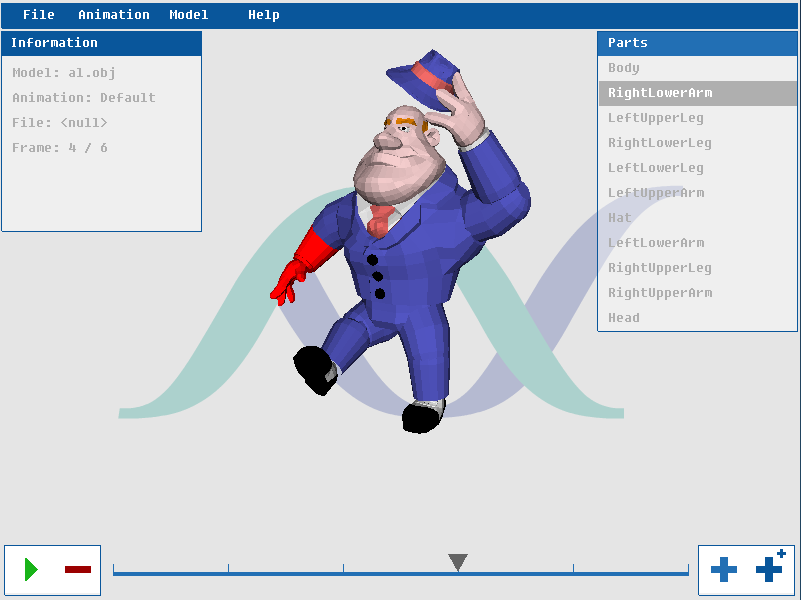 File Animation Model Help
Information
Model: al.obj
Animation: Default
File: <null>
Frame: 4 / 6
Parts
Body
RightLowerArm
LeftUpperLeg
RightLowerLeg
LeftLowerLeg
LeftUpperArm
Hat
LeftLowerArm
RightUpperLeg
RightUpperArm
Head